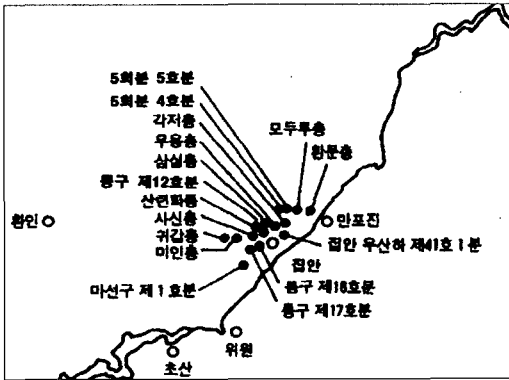 5회분 5호분
5회분 4호분
각저총
무용총
삼실총
통구 제12호분
산연화총
사신총
귀갑총
미인총
마선구 제1호분
모두루총
환문총
환인
만포진
집안 우산하 제41호 1분
집안
통구 제18호분
통구 제17호분
위원
초산